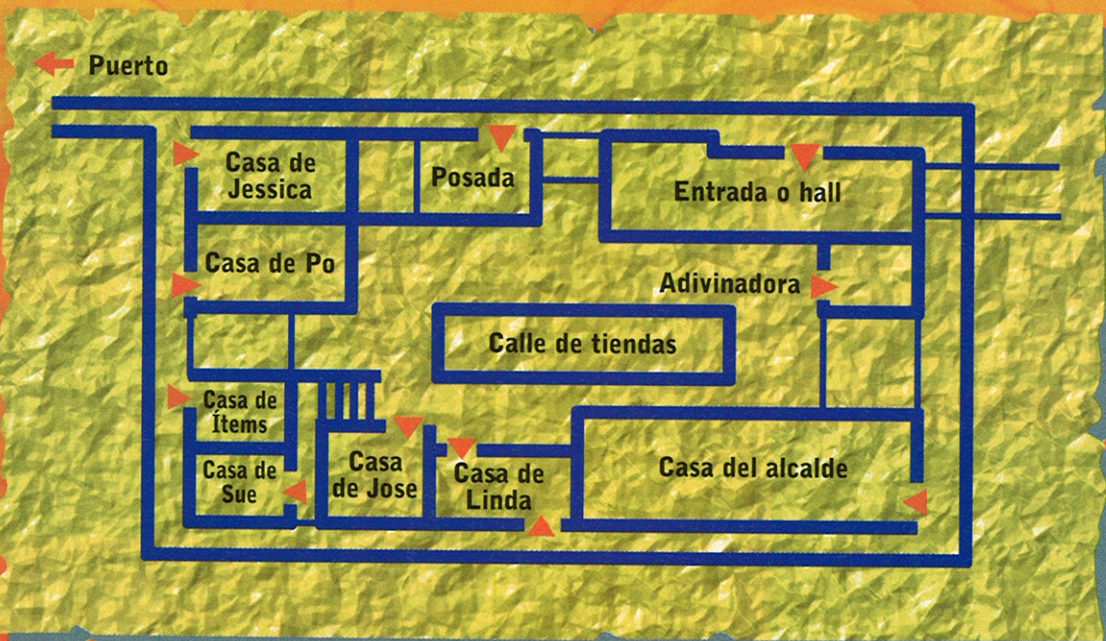 Puerto
Casa de
Jessica
Posada
Entrada o hall
Casa de Po
Adivinadora
Calle de tiendas
Casa de
Ítems
Casa de
Sue
Casa
de Jose
Casa de
Linda
Casa del alcalde